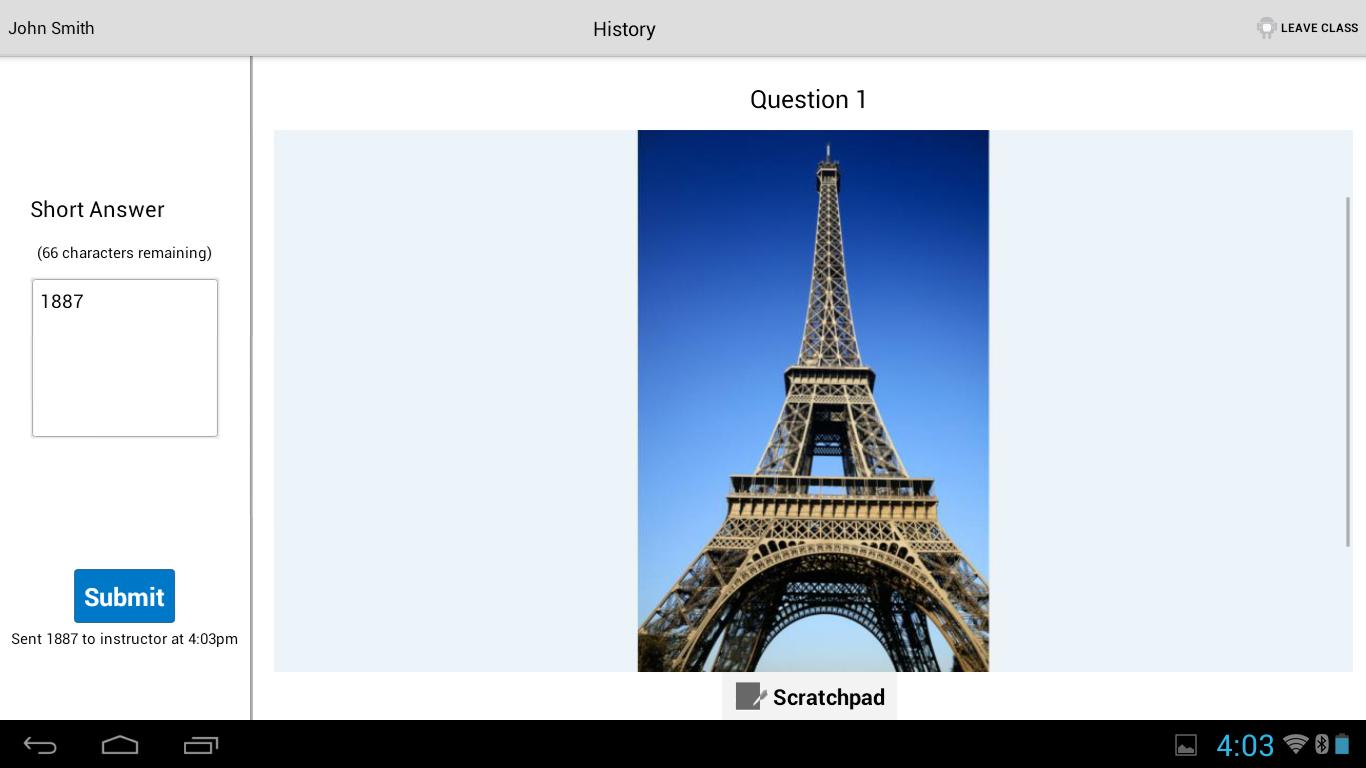 John Smith
History
LEAVE CLASS
Question 1
Short Answer
(66 characters remaining)
1887
Submit
Sent 1887 to instructor at 4:03pm
Scratchpad
4:03